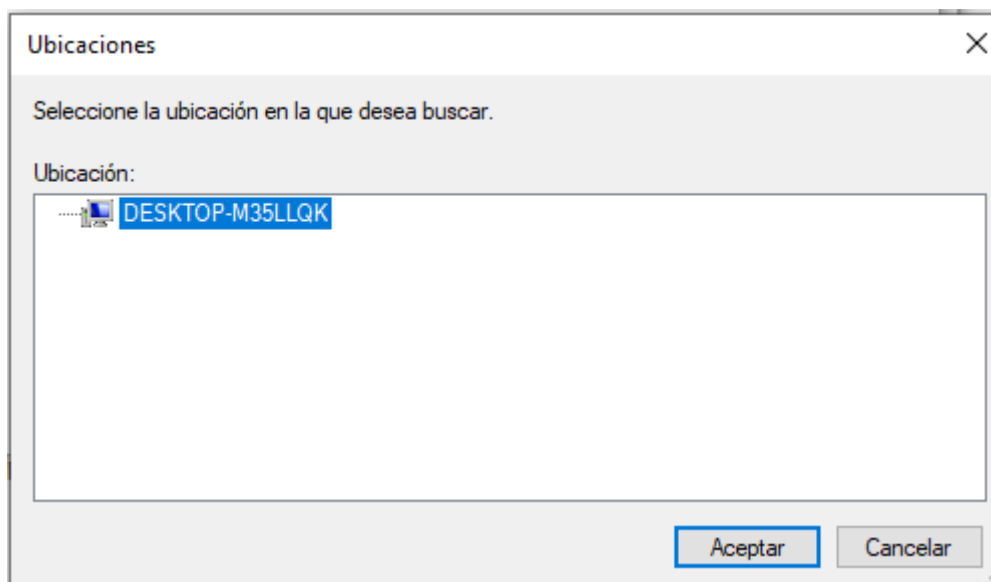 Ubicaciones
Seleccione la ubicación en la que desea buscar.
Ubicación:
DESKTOP-M35LLQK
Aceptar
Cancelar